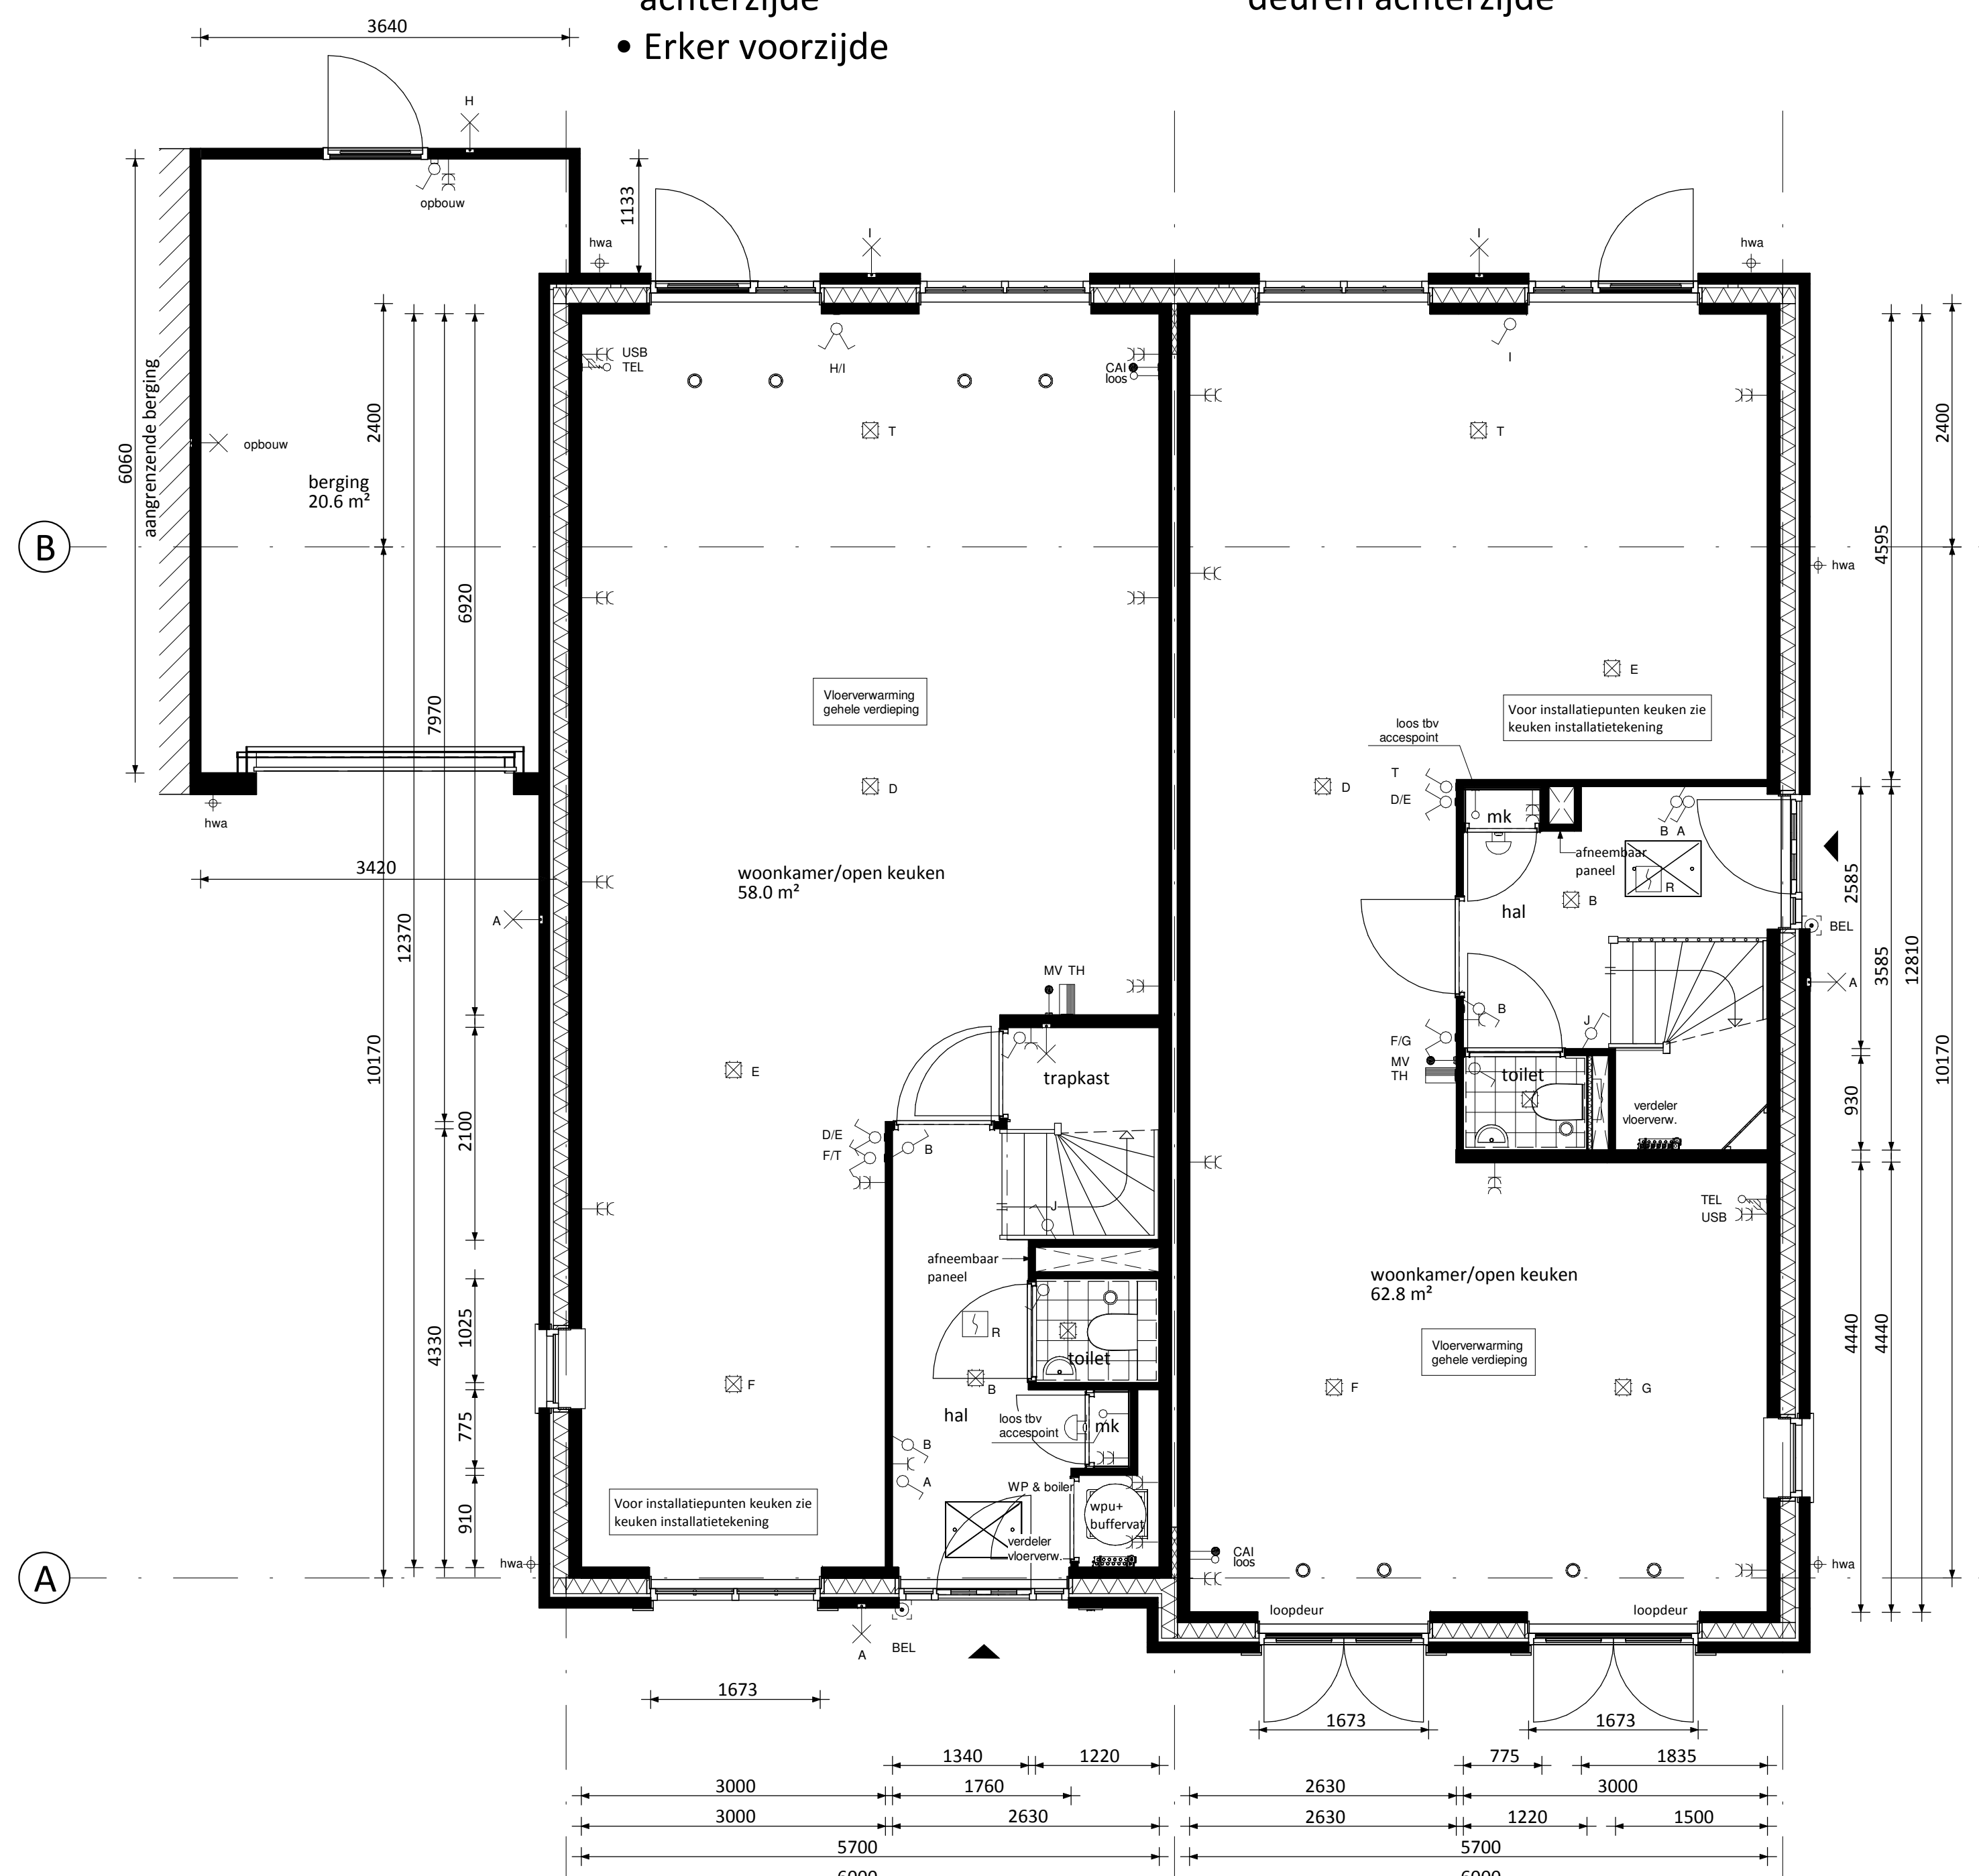 achterzijde
• Erker voorzijde
deuren achterzijde
3640
H
opbouw
1133
hwa
I
I
hwa
aangrenzende berging
6060
2400
opbouw
berging
20.6 m²
USB
TEL
H/I
CAI
loos
T
I
T
2400
B
6920
7970
4595
hwa
E
Vloerverwarming
gehele verdieping
Voor installatiepunten keuken zie
keuken installatietekening
loos tbv
accespoint
D
D
T
D/E
mk
B A
hwa
afneembaar
paneel
R
2585
3420
woonkamer/open keuken
58.0 m²
B
hal
A
BEL
12370
3585
12810
MV TH
A
B
J
F/G
MV
TH
10170
10170
E
trapkast
toilet
verdeler
vloerverw.
930
2100
D/E
F/T
B
J
TEL
USB
afneembaar
paneel
woonkamer/open keuken
62.8 m²
1025
4330
R
toilet
Vloerverwarming
gehele verdieping
4440
4440
F
B
F
G
775
hal
loos tbv
accespoint
mk
B
A
WP & boiler
910
Voor installatiepunten keuken zie
keuken installatietekening
wpu+
buffervat
verdeler
vloerverw.
hwa
CAI
loos
hwa
A
loopdeur
loopdeur
A
BEL
1673
1673
1673
1340
1220
775
1835
3000
1760
2630
3000
3000
2630
2630
1220
1500
5700
5700
6000
6000